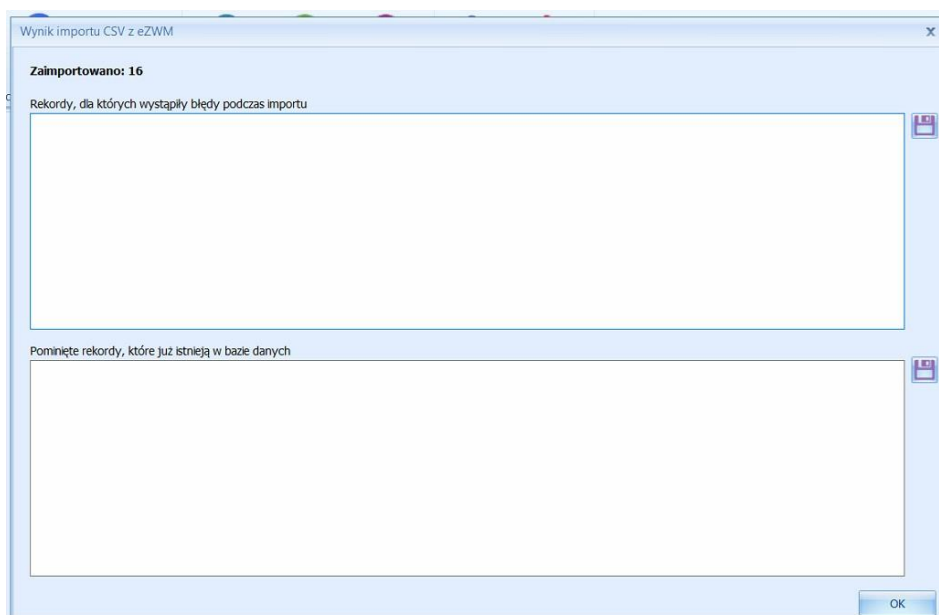 Wynik importu CSV z eZWM
x
Zaimportowano: 16
Rekordy, dla których wystąpiły błędy podczas importu
Pominięte rekordy, które już istnieją w bazie danych
OK